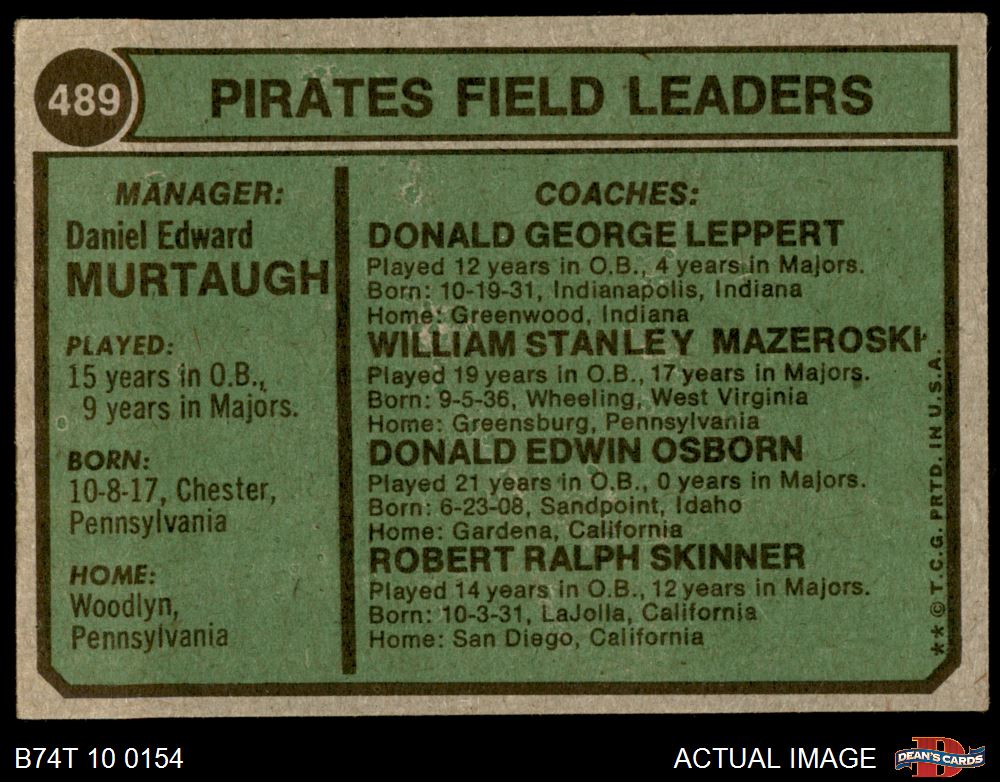 489
PIRATES FIELD LEADERS
MANAGER:
Daniel Edward
MURTAUGH
PLAYED:
15 years in O.B.,
9 years in Majors.
BORN:
10-8-17, Chester,
Pennsylvania
HOME:
Woodlyn,
Pennsylvania
COACHES:
DONALD GEORGE LEPPERT
Played 12 years in O.B., 4 years in Majors.
Born: 10-19-31, Indianapolis, Indiana
Home: Greenwood, Indiana
WILLIAM STANLEY MAZEROSKI
Played 19 years in O.B., 17 years in Majors.
Born: 9-5-36, Wheeling, West Virginia
Home: Greensburg, Pennsylvania
DONALD EDWIN OSBORN
Played 21 years in O.B., 0 years in Majors.
Born: 6-23-08, Sandpoint, Idaho
Home: Gardena, California
ROBERT RALPH SKINNER
Played 14 years in O.B., 12 years in Majors.
Born: 10-3-31, LaJolla, California
Home: San Diego, California
** © T.C.G. PRTD. IN U.S.A.
B74T 10 0154
ACTUAL IMAGE
D
DEAN'S CARDS